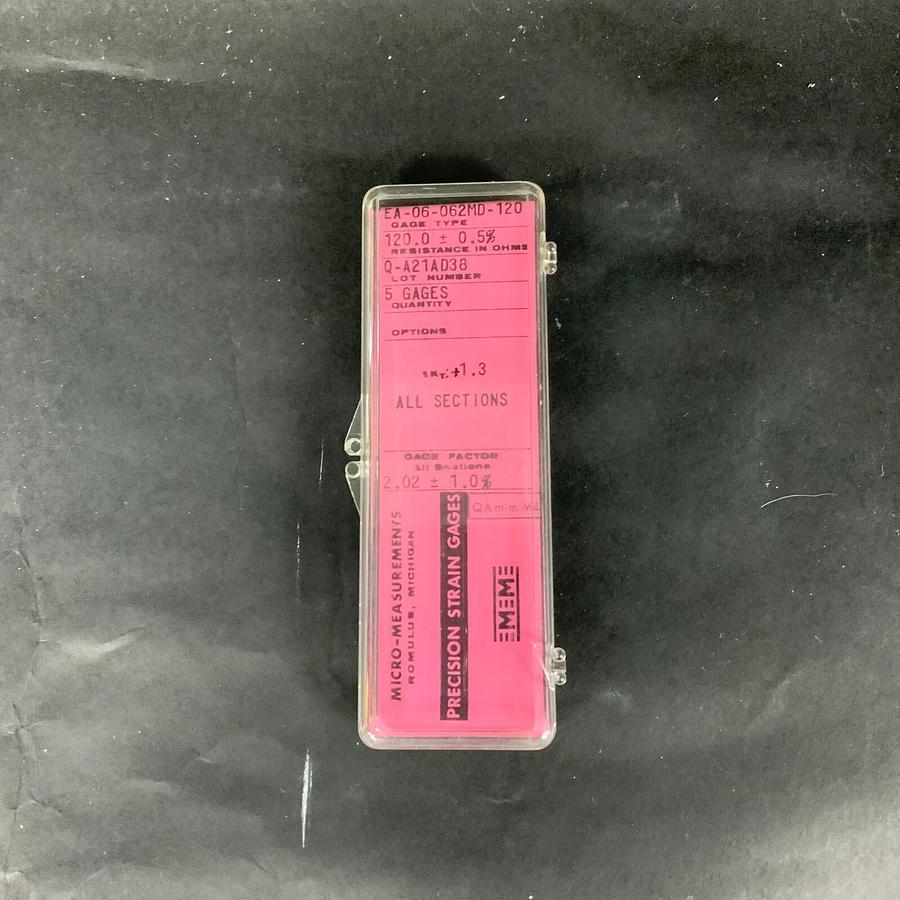 EA-06-062MD-120
GAGE TYPE
120.0 ± 0.5%
RESISTANCE IN OHMS
Q-A21AD38
LOT NUMBER
5 GAGES
QUANTITY
OPTIONS
+1.3
ALL SECTIONS
GAGE FACTOR
All Sections
2.02 ± 1.0%
QA
MICRO-MEASUREMENTS
ROMULUS, MICHIGAN
PRECISION STRAIN GAGES
MM